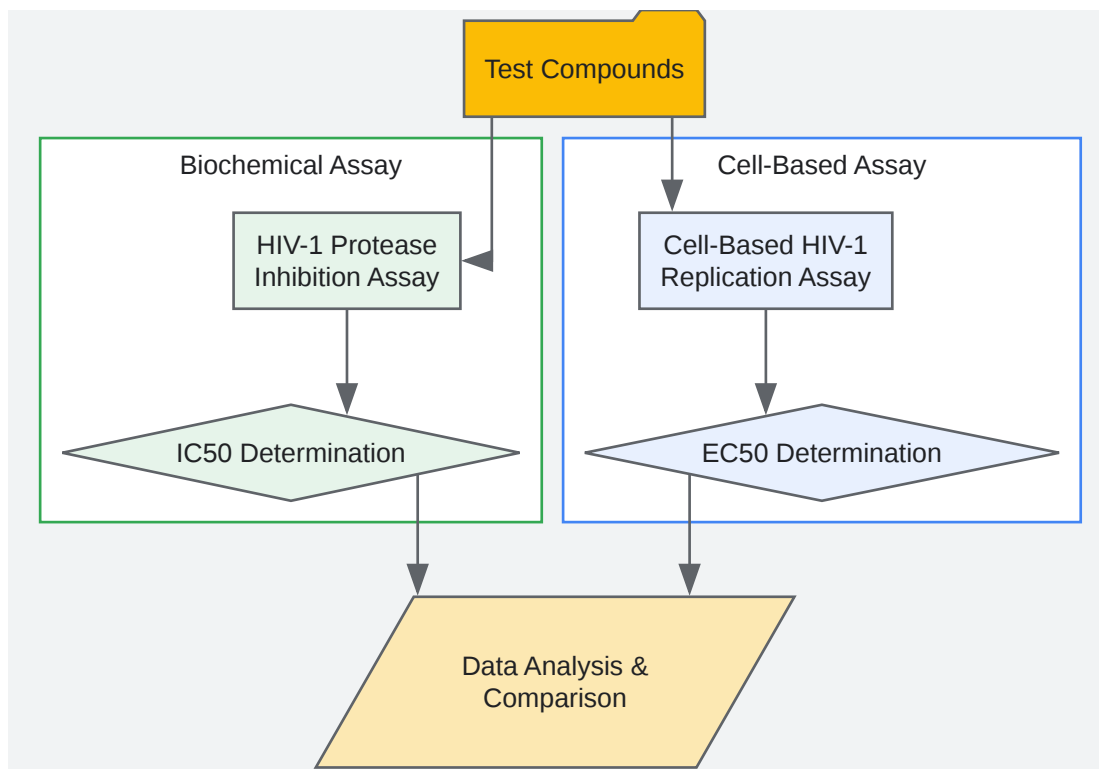 Test Compounds
Biochemical Assay
HIV-1 Protease
Inhibition Assay
IC50 Determination
Cell-Based Assay
Cell-Based HIV-1
Replication Assay
EC50 Determination
Data Analysis &
Comparison